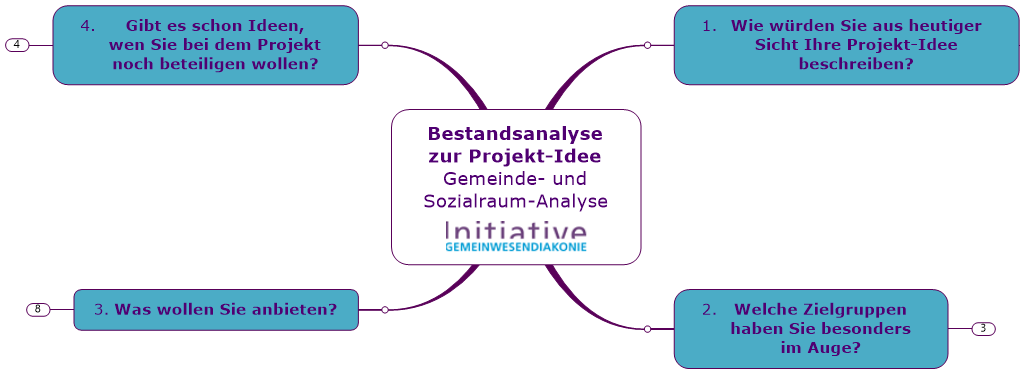 Bestandsanalyse
zur Projekt-Idee
Gemeinde- und
Sozialraum-Analyse
Initiative
GEMEINWESENDIAKONIE
1. Wie würden Sie aus heutiger
Sicht Ihre Projekt-Idee
beschreiben?
2. Welche Zielgruppen
haben Sie besonders
im Auge?
3
3. Was wollen Sie anbieten?
8
4. Gibt es schon Ideen,
wen Sie bei dem Projekt
noch beteiligen wollen?
4